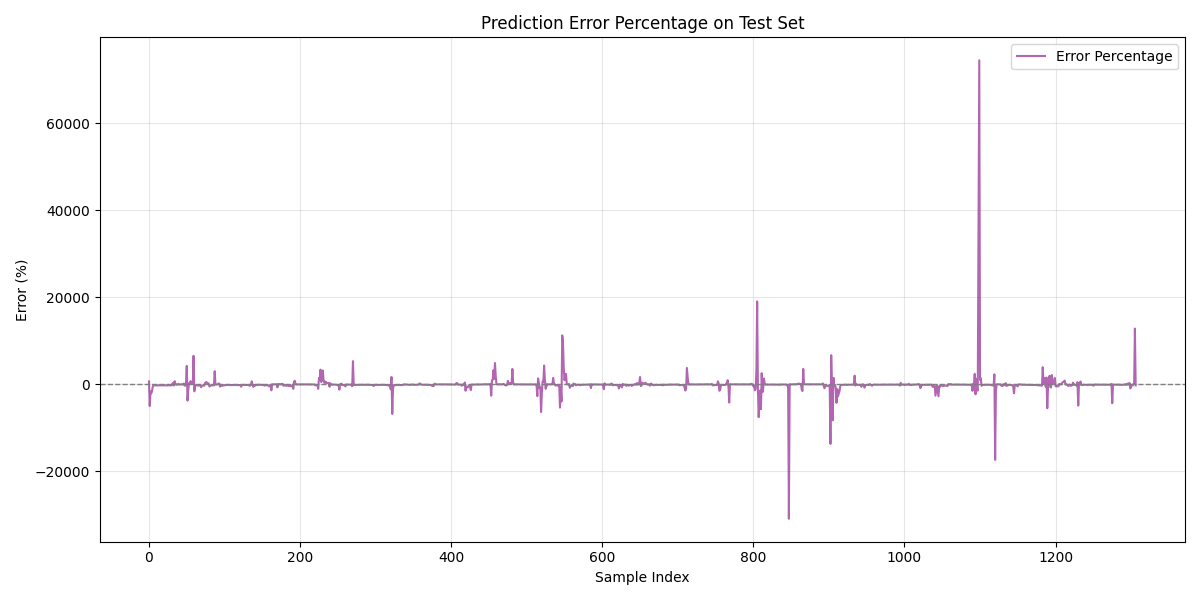 Prediction Error Percentage on Test Set
Error Percentage
Error (%)
60000
40000
20000
0
−20000
0 200 400 600 800 1000 1200
Sample Index